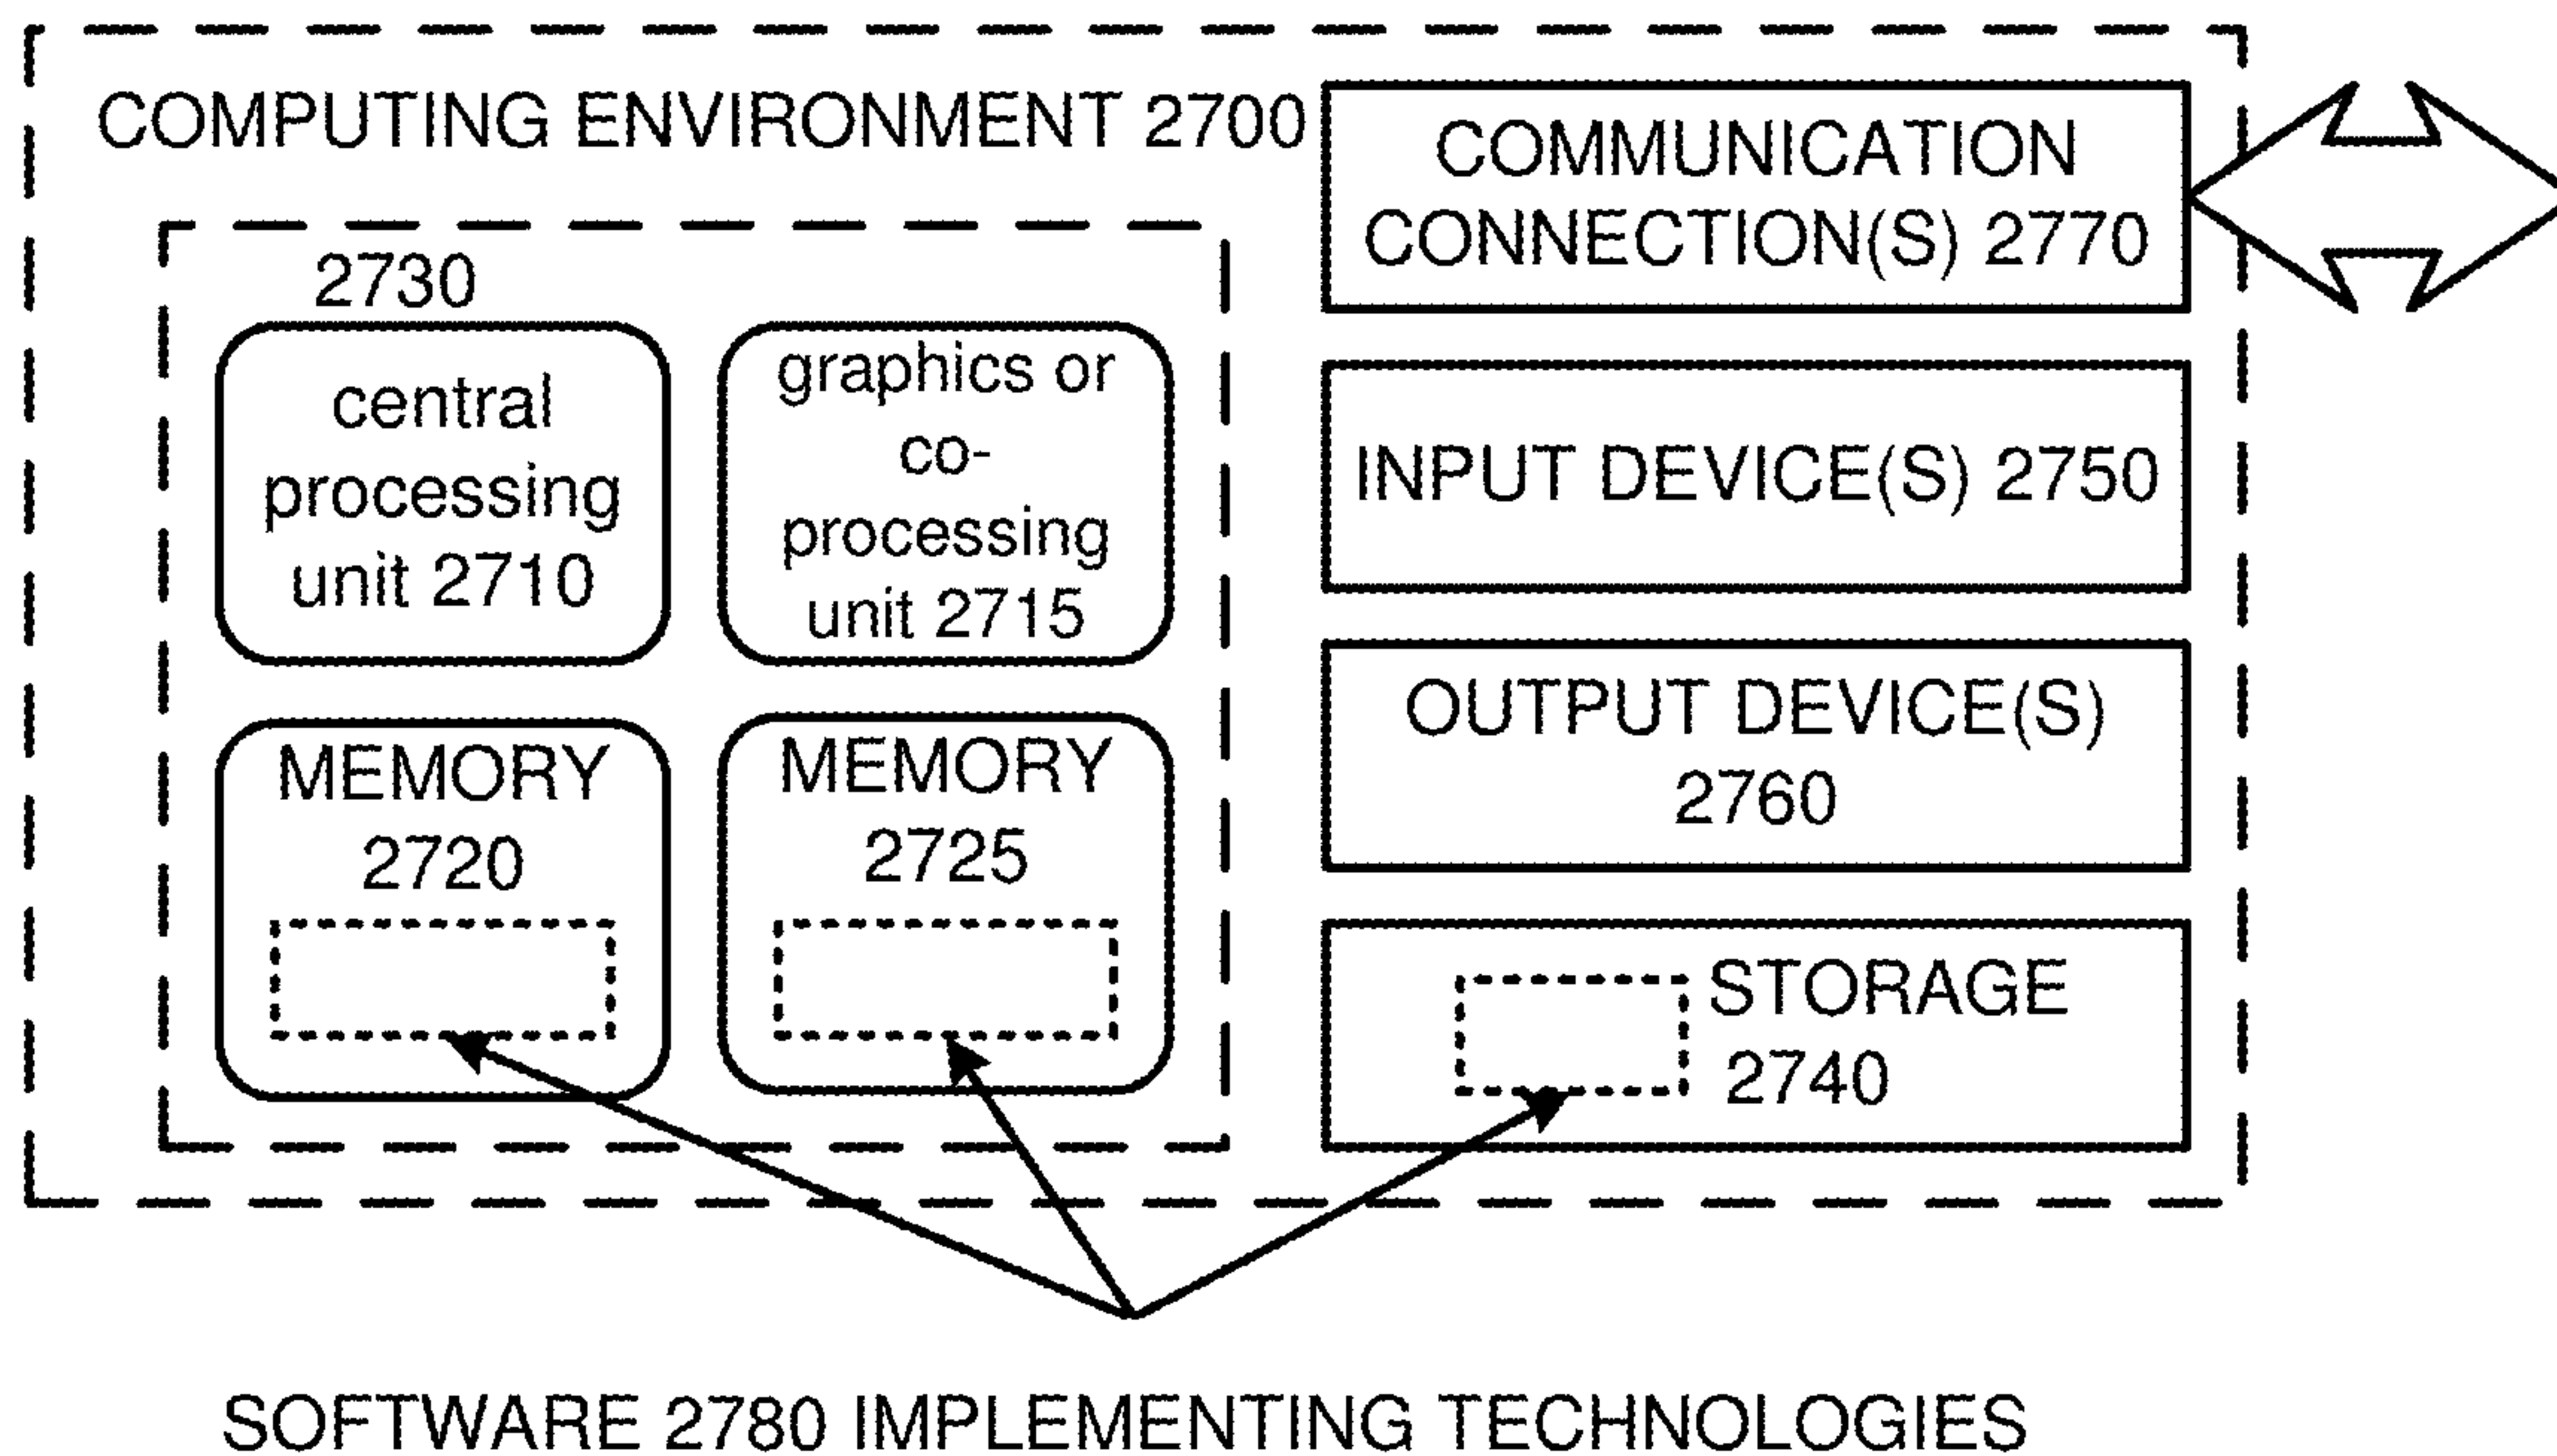 COMPUTING ENVIRONMENT 2700
2730
central
processing
unit 2710
graphics or
co-
processing
unit 2715
MEMORY
2720
MEMORY
2725
COMMUNICATION
CONNECTION(S) 2770
INPUT DEVICE(S) 2750
OUTPUT DEVICE(S)
2760
STORAGE
2740
SOFTWARE 2780 IMPLEMENTING TECHNOLOGIES